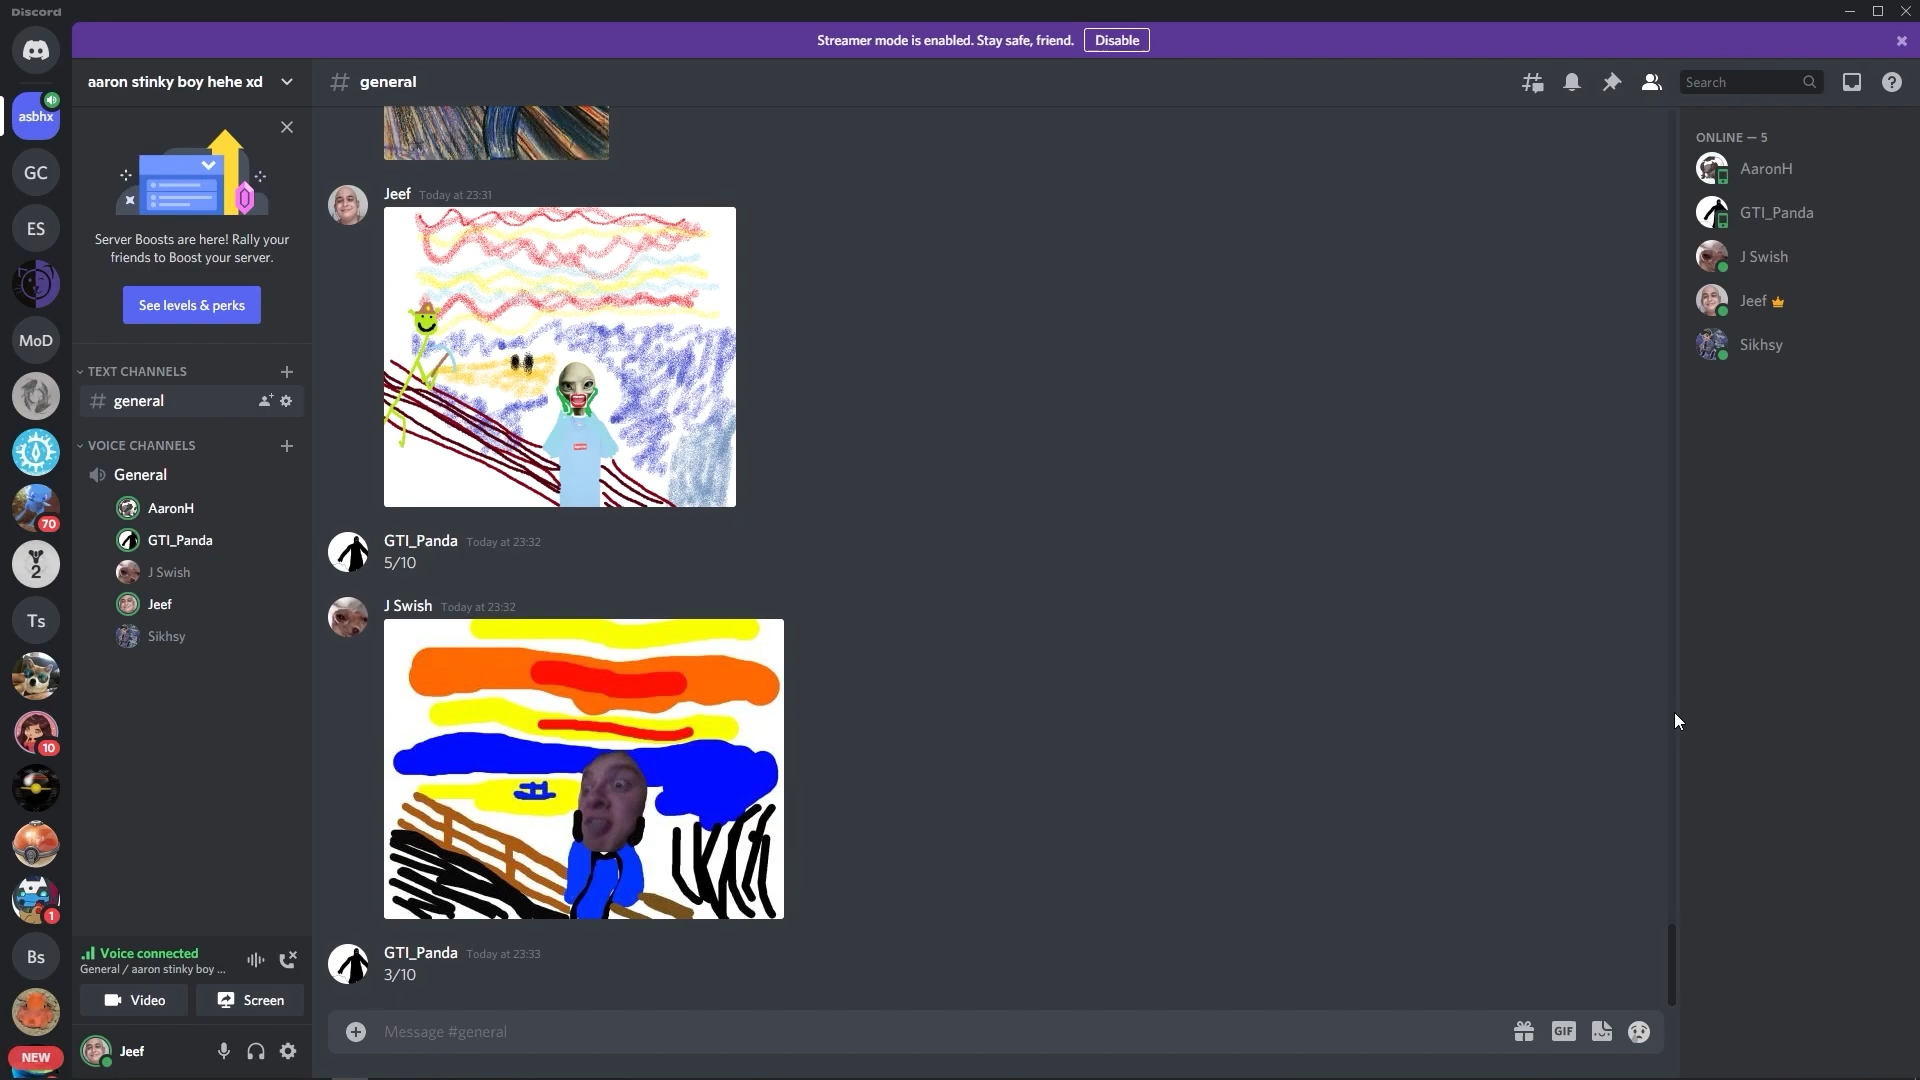 Discord
Streamer mode is enabled. Stay safe, friend. Disable
aaron stinky boy hehe xd
general
Search
asbhx
GC
ES
MoD
70
2
Ts
10
1
Bs
NEW
Server Boosts are here! Rally your
friends to Boost your server.
See levels & perks
TEXT CHANNELS
general
VOICE CHANNELS
General
AaronH
GTI_Panda
J Swish
Jeef
Sikhsy
Voice connected
General / aaron stinky boy ...
Video
Screen
Jeef
Jeef Today at 23:31
Supreme
GTI_Panda Today at 23:32
5/10
J Swish Today at 23:32
GTI_Panda Today at 23:33
3/10
Message #general
GIF
ONLINE — 5
AaronH
GTI_Panda
J Swish
Jeef
Sikhsy